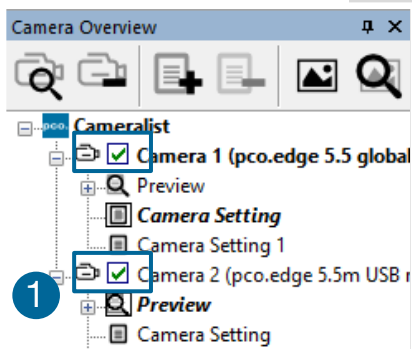 Camera Overview
pco. Cameralist
Camera 1 (pco.edge 5.5 global
Preview
Camera Setting
Camera Setting 1
Camera 2 (pco.edge 5.5m USB r
1
Preview
Camera Setting